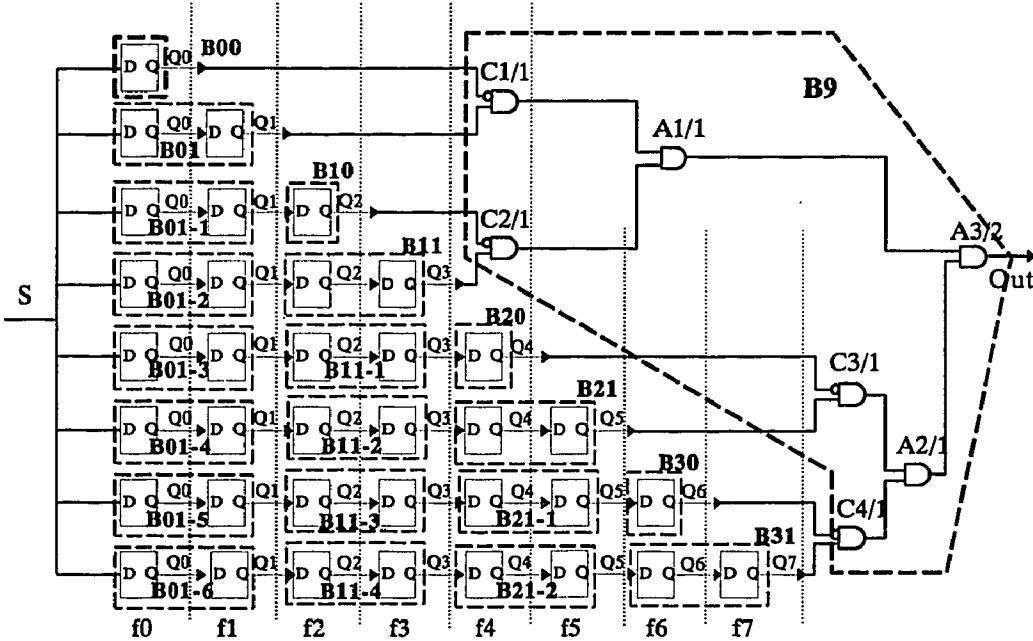 D Q Q0 B00
C1/1
B9
D Q Q0 D Q Q1
B01
A1/1
B10
D Q Q0 D Q Q1 D Q Q2
B01-1
C2/1
A3/2
B11
D Q Q0 D Q Q1 D Q Q2 D Q Q3
B01-2
Out
S
B20
D Q Q0 D Q Q1 D Q Q2 D Q Q3 D Q Q4
B01-3 B11-1
C3/1
B21
D Q Q0 D Q Q1 D Q Q2 D Q Q3 D Q Q4 D Q Q5
B01-4 B11-2
A2/1
B30
D Q Q0 D Q Q1 D Q Q2 D Q Q3 D Q Q4 D Q Q5 D Q Q6
B01-5 B11-3 B21-1
C4/1
B31
D Q Q0 D Q Q1 D Q Q2 D Q Q3 D Q Q4 D Q Q5 D Q Q6 D Q Q7
B01-6 B11-4 B21-2
f0 f1 f2 f3 f4 f5 f6 f7